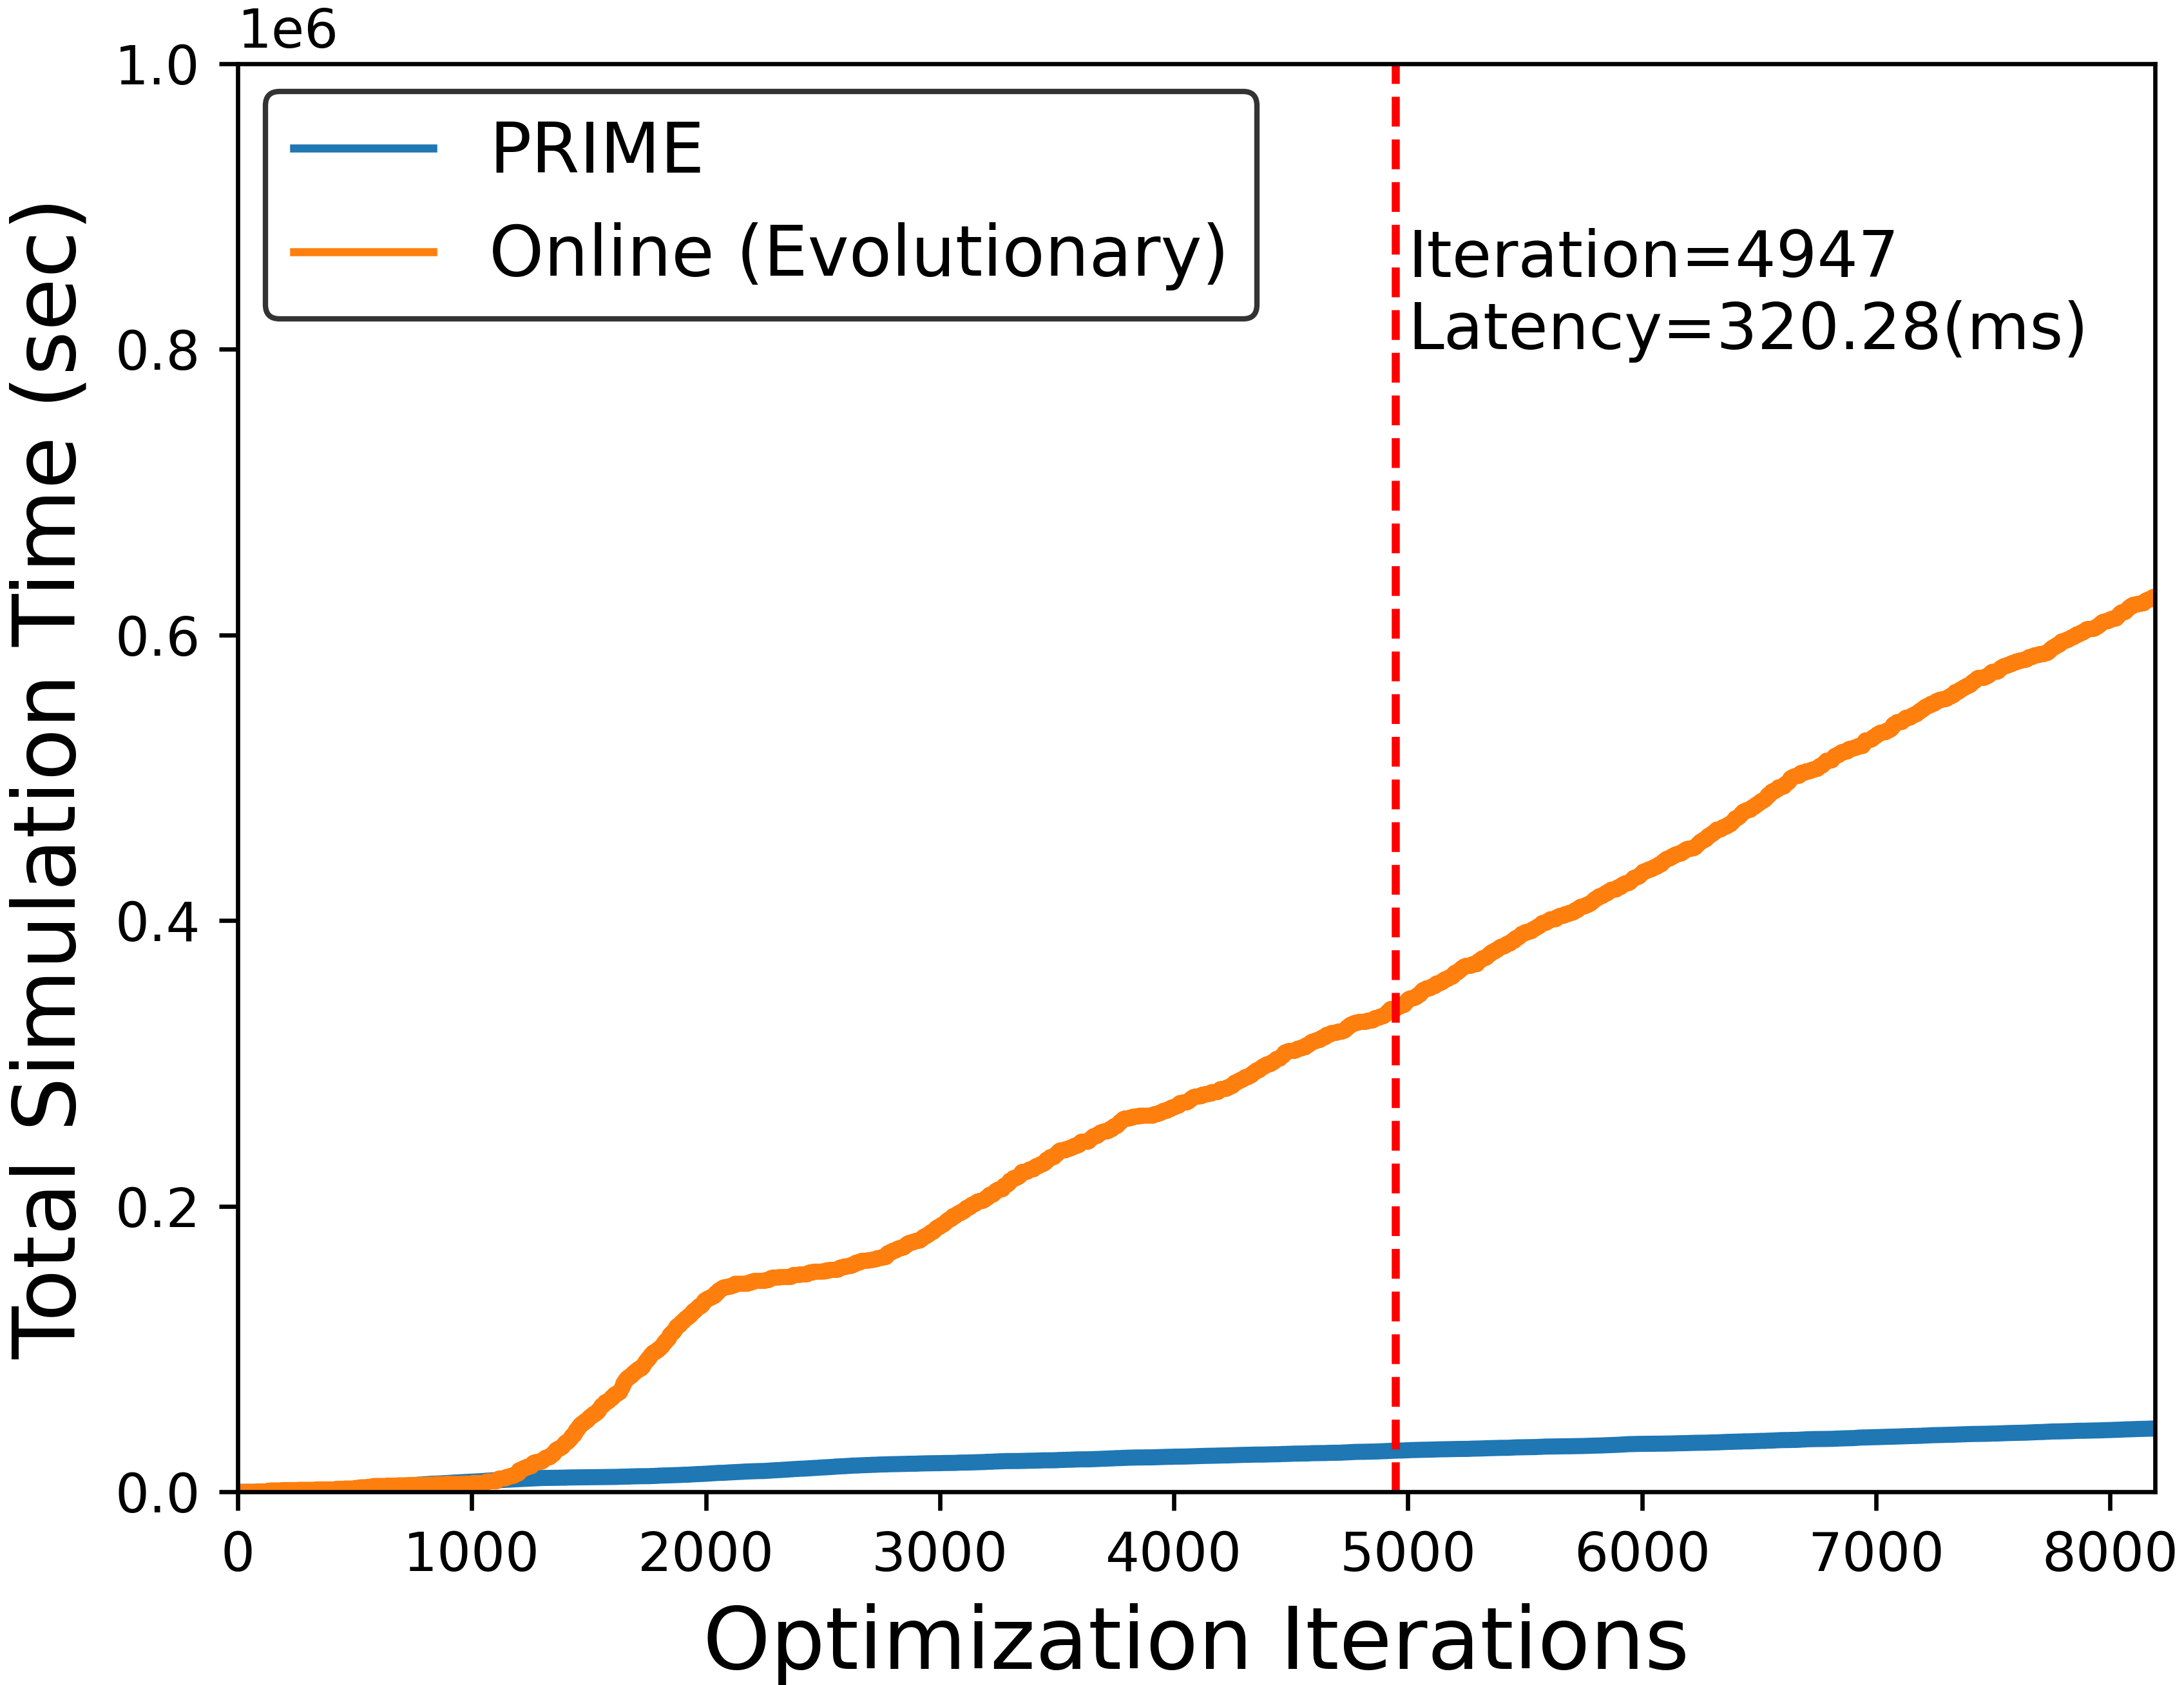 1e6
1.0
0.8
0.6
0.4
0.2
0.0
Total Simulation Time (sec)
PRIME
Online (Evolutionary)
Iteration=4947
Latency=320.28(ms)
0 1000 2000 3000 4000 5000 6000 7000 8000
Optimization Iterations